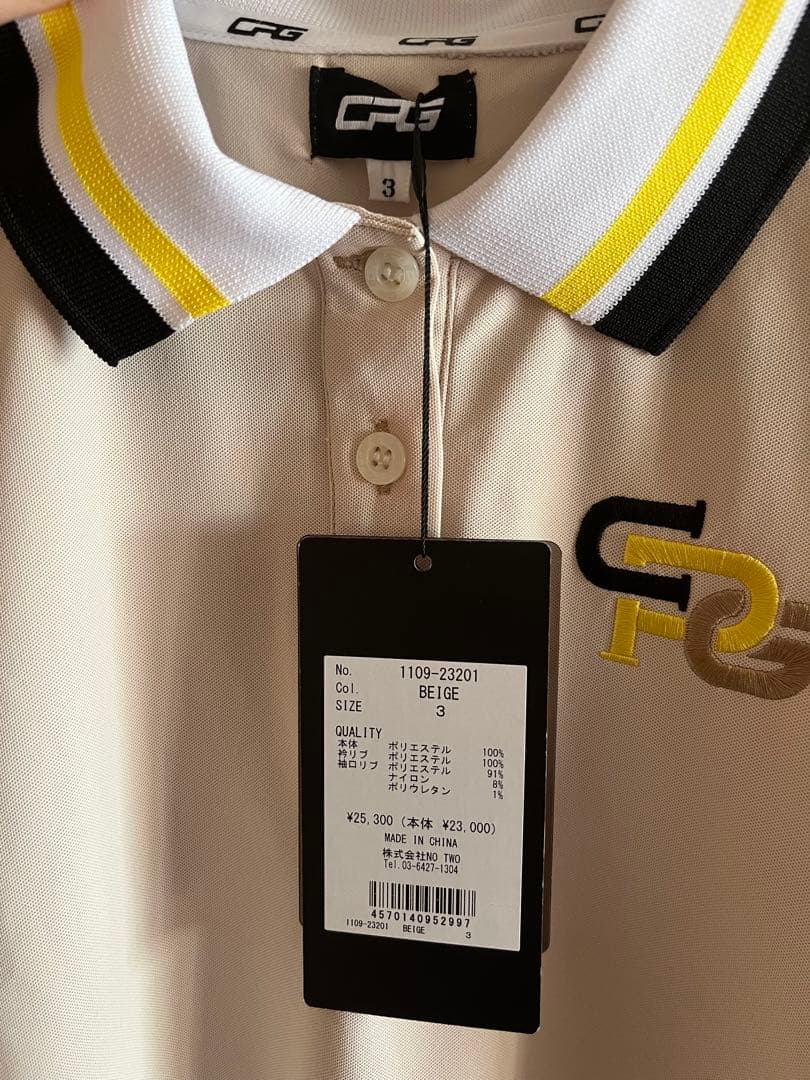 CPG CPG C
CPG
3
CPG
No. 1109-23201
Col. BEIGE
SIZE 3
QUALITY
本体 ポリエステル 100%
衿リブ ポリエステル 100%
袖口リブ ポリエステル 91%
ナイロン 8%
ポリウレタン 1%
¥25,300 (本体 ¥23,000)
MADE IN CHINA
株式会社NO TWO
Tel.03-6427-1304
4570140952997
1109-23201 BEIGE 3